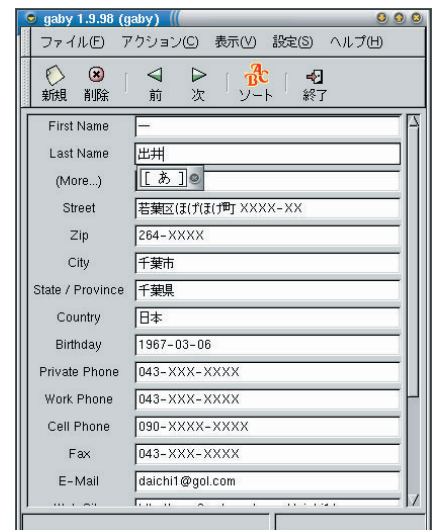 gaby 1.9.98 (gaby)
ファイル(F) アクション(C) 表示(V) 設定(S) ヘルプ(H)
新規 削除 前 次 ソート 終了
First Name 一
Last Name 出井
(More...) [ あ ]
Street 若葉区ほげほげ町 XXXX-XX
Zip 264-XXXX
City 千葉市
State / Province 千葉県
Country 日本
Birthday 1967-03-06
Private Phone 043-XXX-XXXX
Work Phone 043-XXX-XXXX
Cell Phone 090-XXXX-XXXX
Fax 043-XXX-XXXX
E-Mail daichi1@gol.com